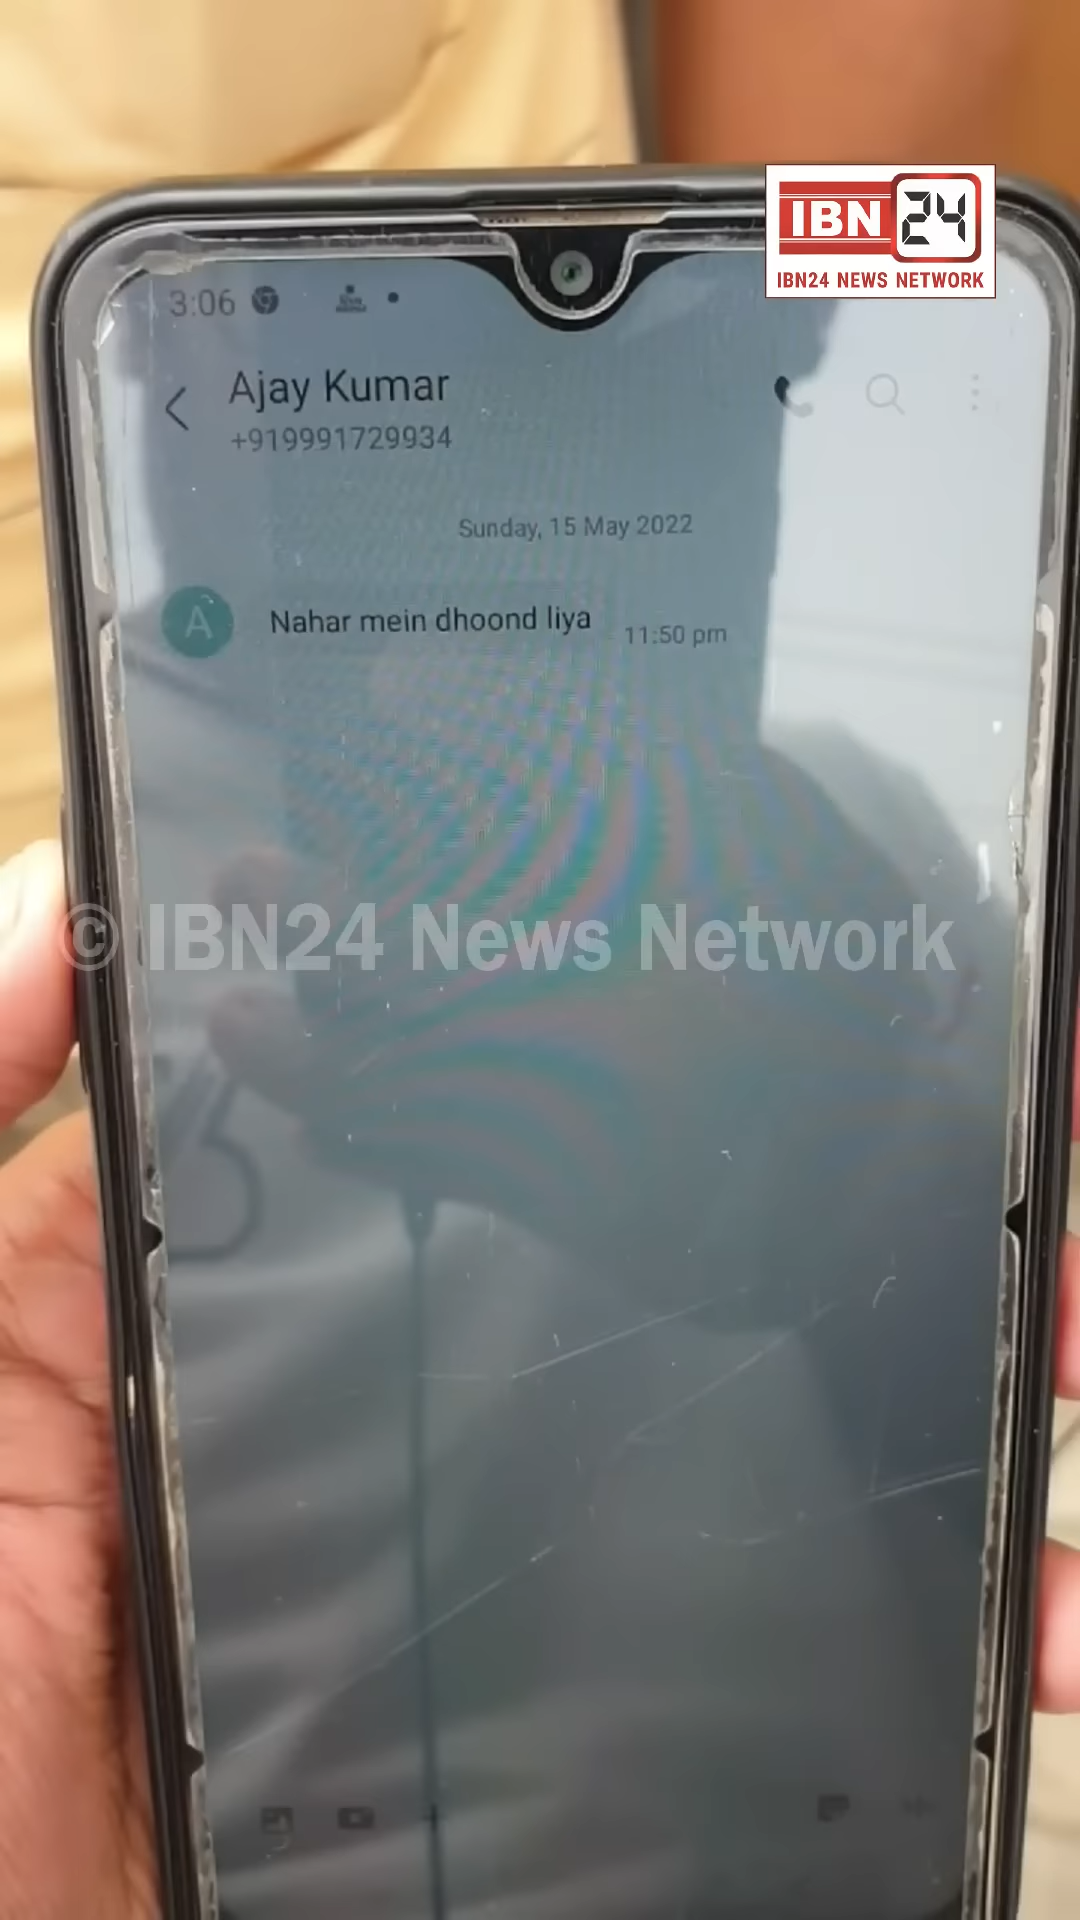 IBN 24
IBN24 NEWS NETWORK
3:06
Ajay Kumar
+919991729934
Sunday, 15 May 2022
A
Nahar mein dhoond liya
11:50 pm
© IBN24 News Network